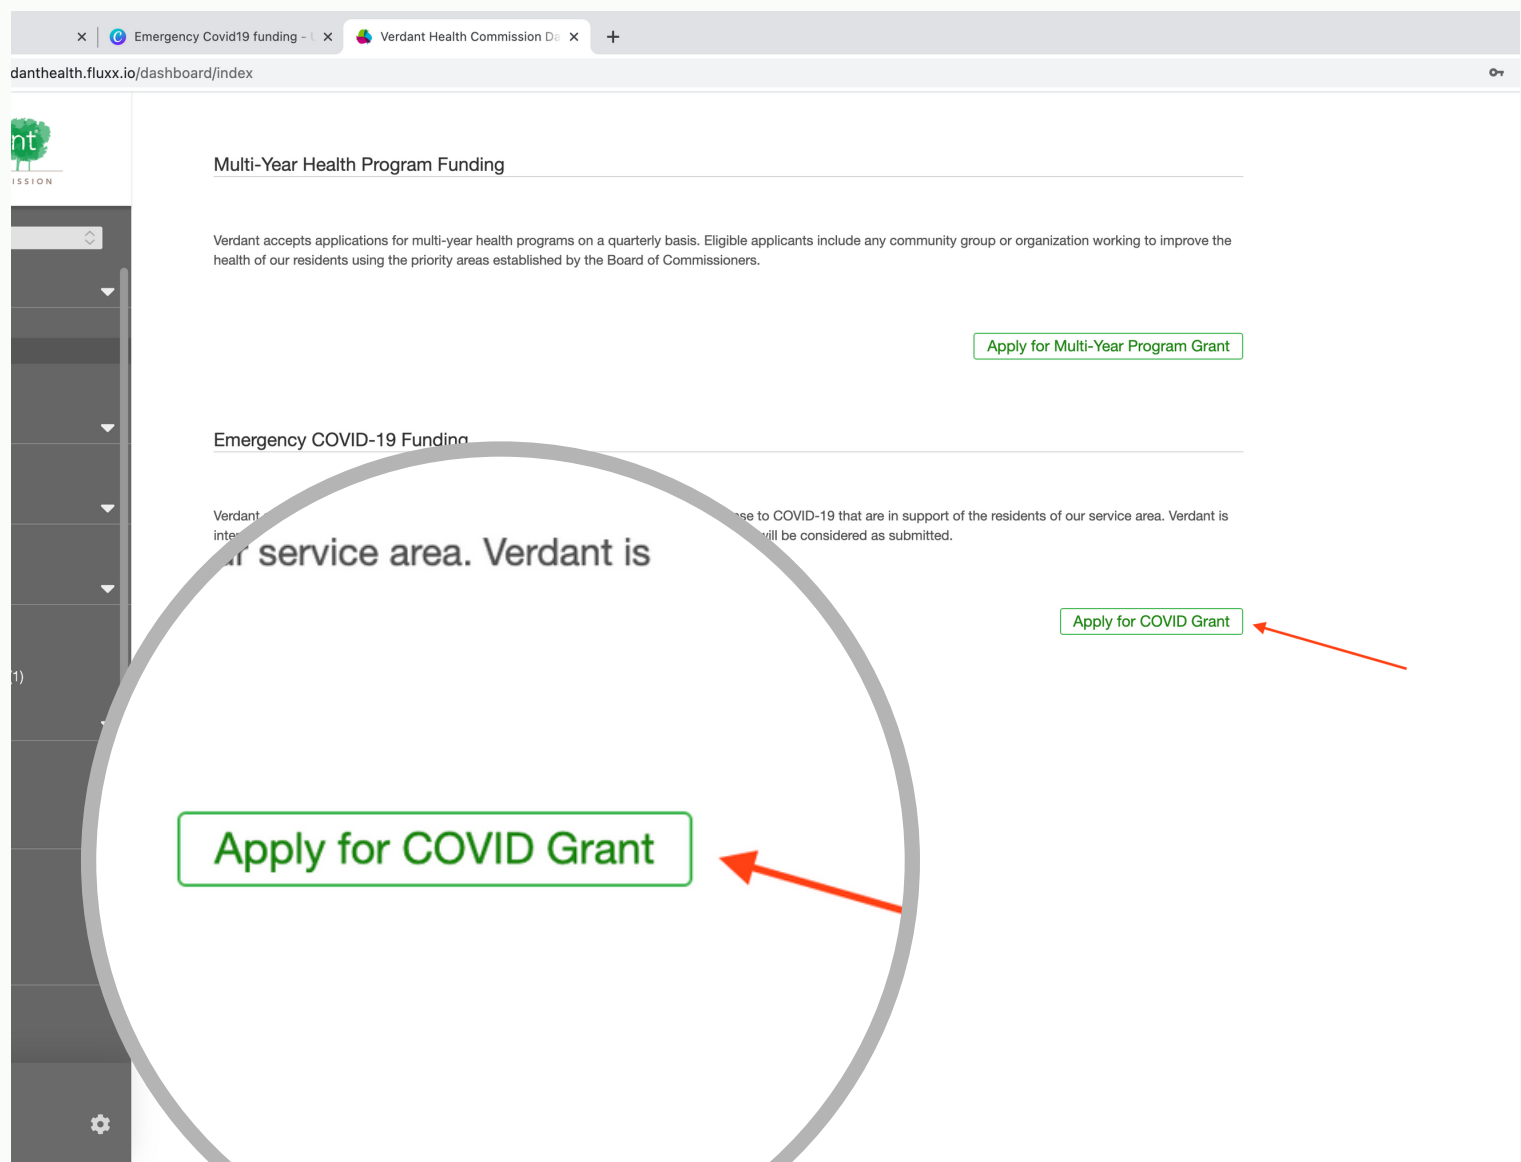 Emergency Covid19 funding -
Verdant Health Commission Da
danthealth.fluxx.io/dashboard/index
nt
ISSION
Multi-Year Health Program Funding
Verdant accepts applications for multi-year health programs on a quarterly basis. Eligible applicants include any community group or organization working to improve the
health of our residents using the priority areas established by the Board of Commissioners.
Apply for Multi-Year Program Grant
Emergency COVID-19 Funding
Verdant se to COVID-19 that are in support of the residents of our service area. Verdant is
inte will be considered as submitted.
service area. Verdant is
Apply for COVID Grant
(1)
Apply for COVID Grant